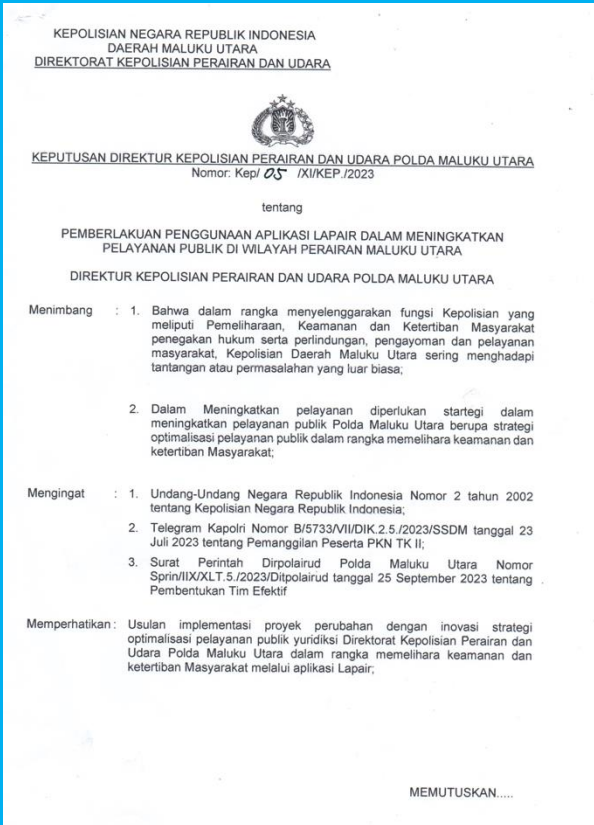 KEPOLISIAN NEGARA REPUBLIK INDONESIA
DAERAH MALUKU UTARA
DIREKTORAT KEPOLISIAN PERAIRAN DAN UDARA
KEPUTUSAN DIREKTUR KEPOLISIAN PERAIRAN DAN UDARA POLDA MALUKU UTARA
Nomor: Kep/ 05 /XI/KEP./2023
tentang
PEMBERLAKUAN PENGGUNAAN APLIKASI LAPAIR DALAM MENINGKATKAN
PELAYANAN PUBLIK DI WILAYAH PERAIRAN MALUKU UTARA
DIREKTUR KEPOLISIAN PERAIRAN DAN UDARA POLDA MALUKU UTARA
Menimbang : 1. Bahwa dalam rangka menyelenggarakan fungsi Kepolisian yang
meliputi Pemeliharaan, Keamanan dan Ketertiban Masyarakat
penegakan hukum serta perlindungan, pengayoman dan pelayanan
masyarakat, Kepolisian Daerah Maluku Utara sering menghadapi
tantangan atau permasalahan yang luar biasa;
2. Dalam Meningkatkan pelayanan diperlukan startegi dalam
meningkatkan pelayanan publik Polda Maluku Utara berupa strategi
optimalisasi pelayanan publik dalam rangka memelihara keamanan dan
ketertiban Masyarakat;
Mengingat : 1. Undang-Undang Negara Republik Indonesia Nomor 2 tahun 2002
tentang Kepolisian Negara Republik Indonesia;
2. Telegram Kapolri Nomor B/5733/VII/DIK.2.5./2023/SSDM tanggal 23
Juli 2023 tentang Pemanggilan Peserta PKN TK II;
3. Surat Perintah Dirpolairud Polda Maluku Utara Nomor
Sprin/IIX/XLT.5./2023/Ditpolairud tanggal 25 September 2023 tentang
Pembentukan Tim Efektif
Memperhatikan : Usulan implementasi proyek perubahan dengan inovasi strategi
optimalisasi pelayanan publik yuridiksi Direktorat Kepolisian Perairan dan
Udara Polda Maluku Utara dalam rangka memelihara keamanan dan
ketertiban Masyarakat melalui aplikasi Lapair;
MEMUTUSKAN.....